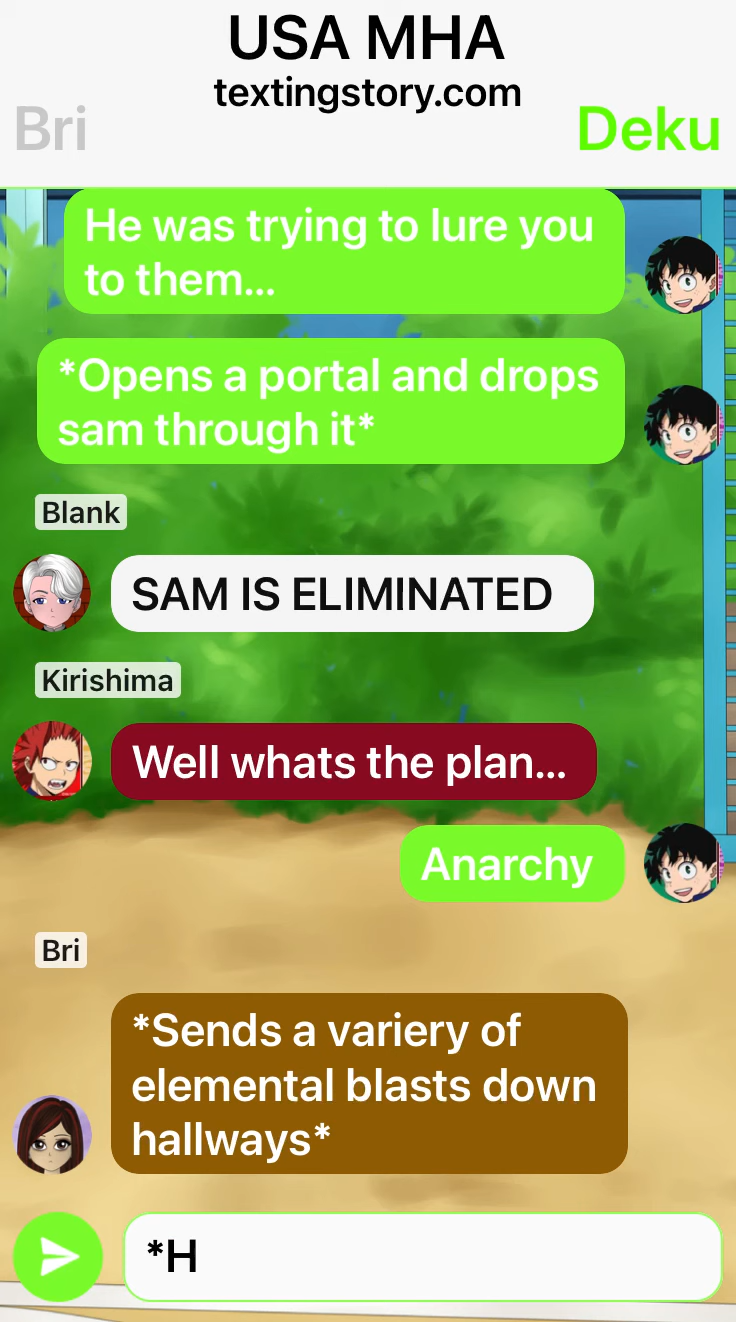 USA MHA
textingstory.com
Bri
Deku
He was trying to lure you
to them...
*Opens a portal and drops
sam through it*
Blank
SAM IS ELIMINATED
Kirishima
Well whats the plan...
Anarchy
Bri
*Sends a variery of
elemental blasts down
hallways*
*H